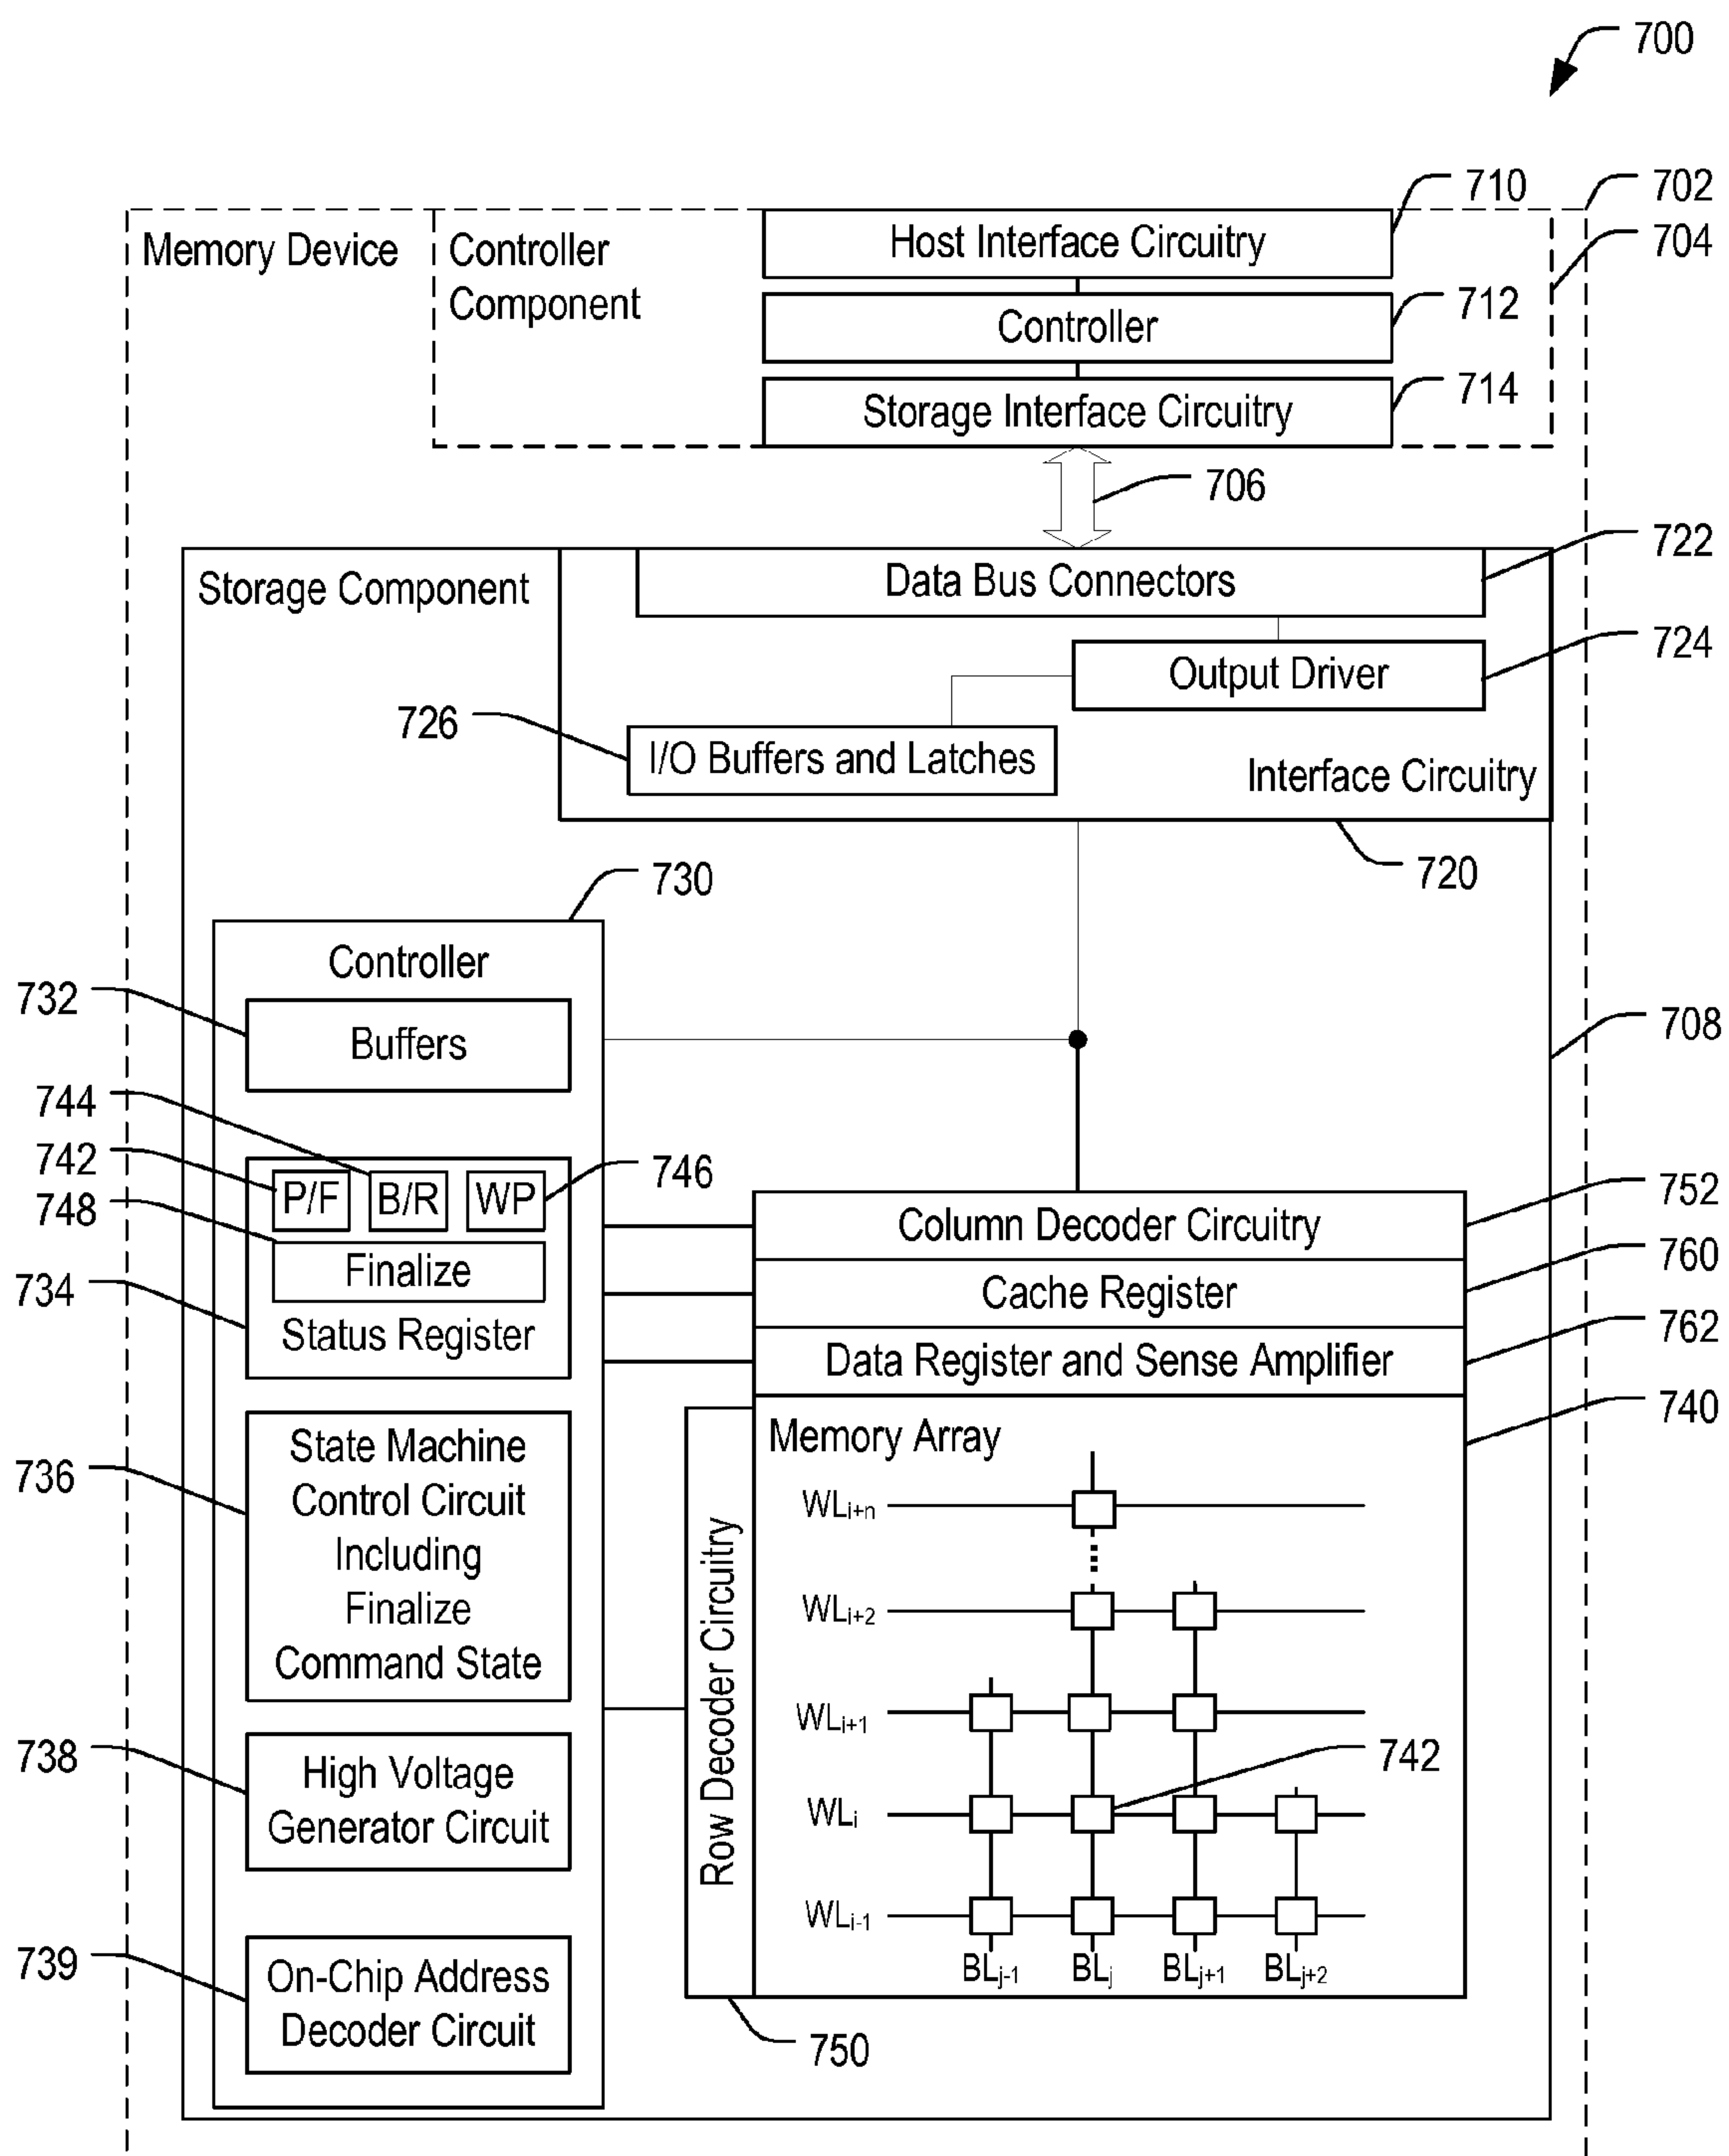 700
710
702
Memory Device
Controller
Component
Host Interface Circuitry
704
Controller
712
Storage Interface Circuitry
714
706
Storage Component
Data Bus Connectors
722
Output Driver
724
726
I/O Buffers and Latches
Interface Circuitry
720
730
Controller
732
Buffers
708
744
742
P/F
B/R
WP
746
748
Finalize
734
Status Register
Column Decoder Circuitry
752
Cache Register
760
Data Register and Sense Amplifier
762
740
State Machine
Control Circuit
Including
Finalize
Command State
736
High Voltage
Generator Circuit
738
On-Chip Address
Decoder Circuit
739
Row Decoder Circuitry
750
Memory Array
WLi+n
WLi+2
WLi+1
742
WLi
WLi-1
BLj-1 BLj BLj+1 BLj+2